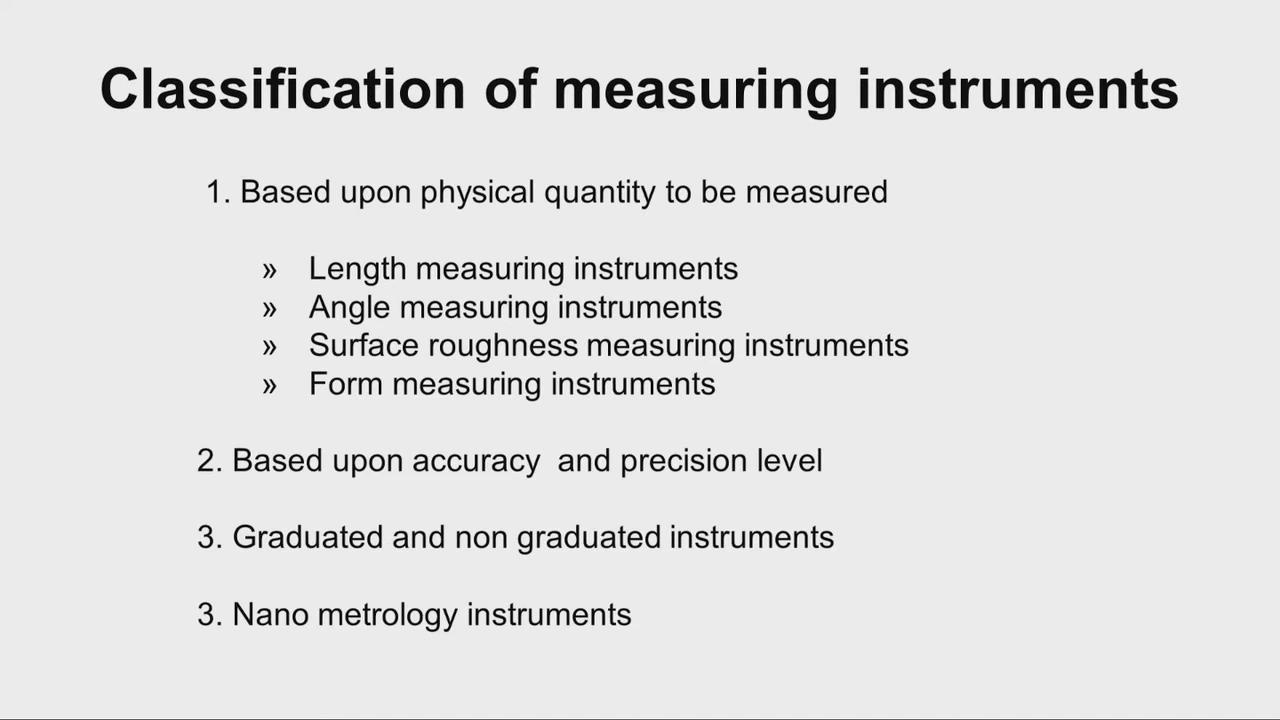 Classification of measuring instruments
1. Based upon physical quantity to be measured
» Length measuring instruments
» Angle measuring instruments
» Surface roughness measuring instruments
» Form measuring instruments
2. Based upon accuracy  and precision level
3. Graduated and non graduated instruments
3. Nano metrology instruments